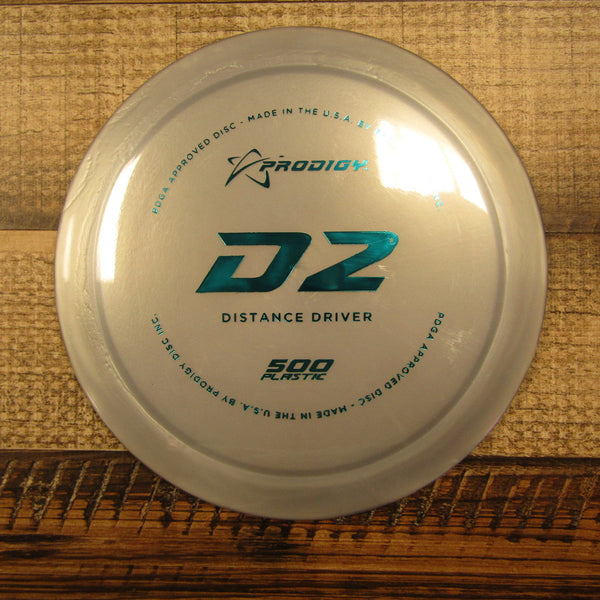 PDGA APPROVED DISC - MADE IN THE U.S.A.
PRODIGY
D2
DISTANCE DRIVER
500
PLASTIC
PDGA APPROVED DISC - MADE IN THE U.S.A. BY PRODIGY DISC INC.